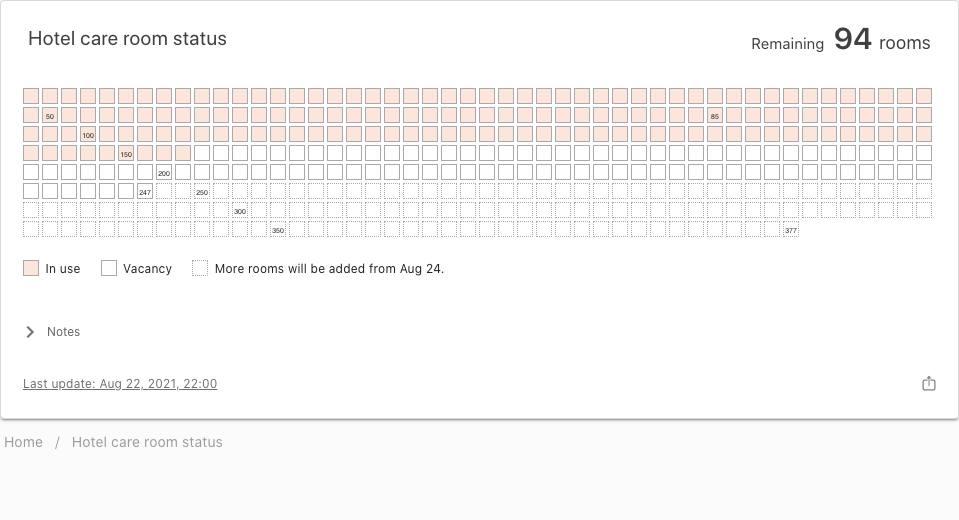 Hotel care room status
Remaining 94 rooms
50 85
100
150
200
247 250
300
350 377
In use Vacancy More rooms will be added from Aug 24.
Notes
Last update: Aug 22, 2021, 22:00
Home / Hotel care room status